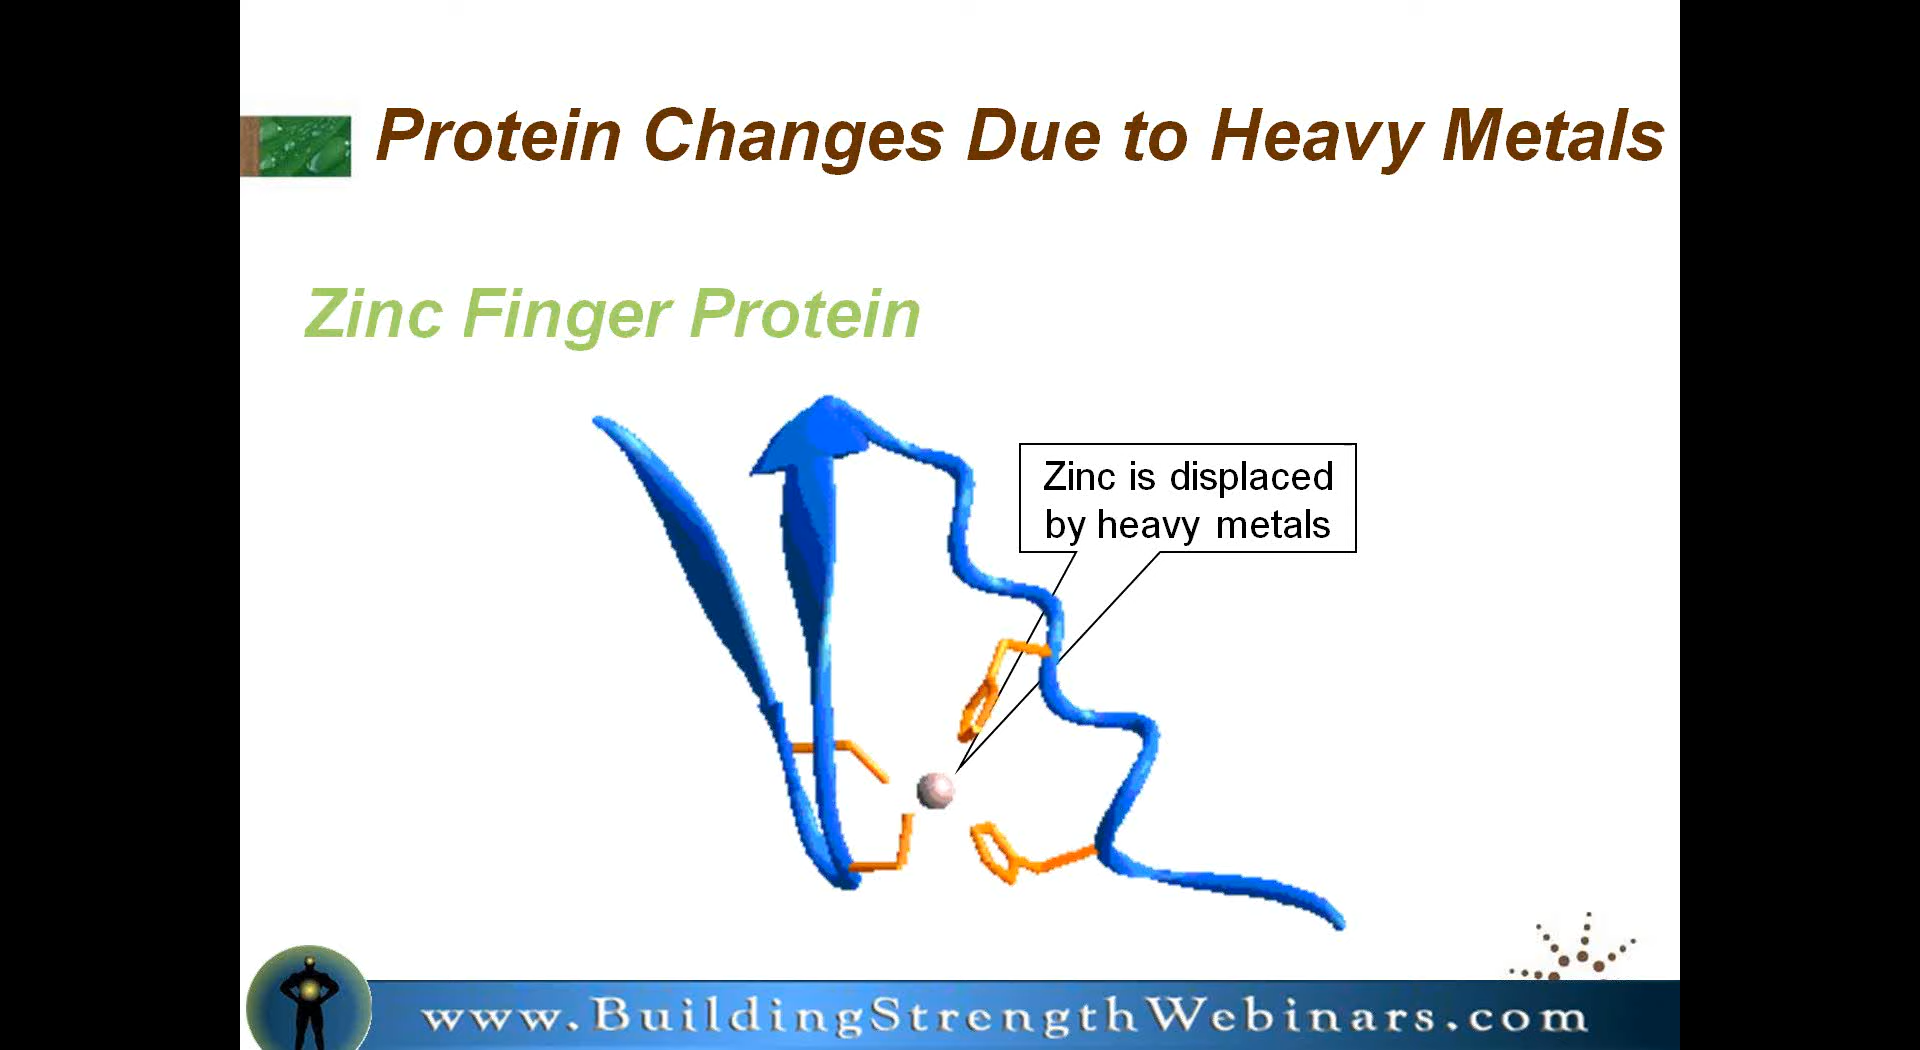 Protein Changes Due to Heavy Metals
Zinc Finger Protein
Zinc is displaced
by heavy metals
www.BuildingStrengthWebinars.com